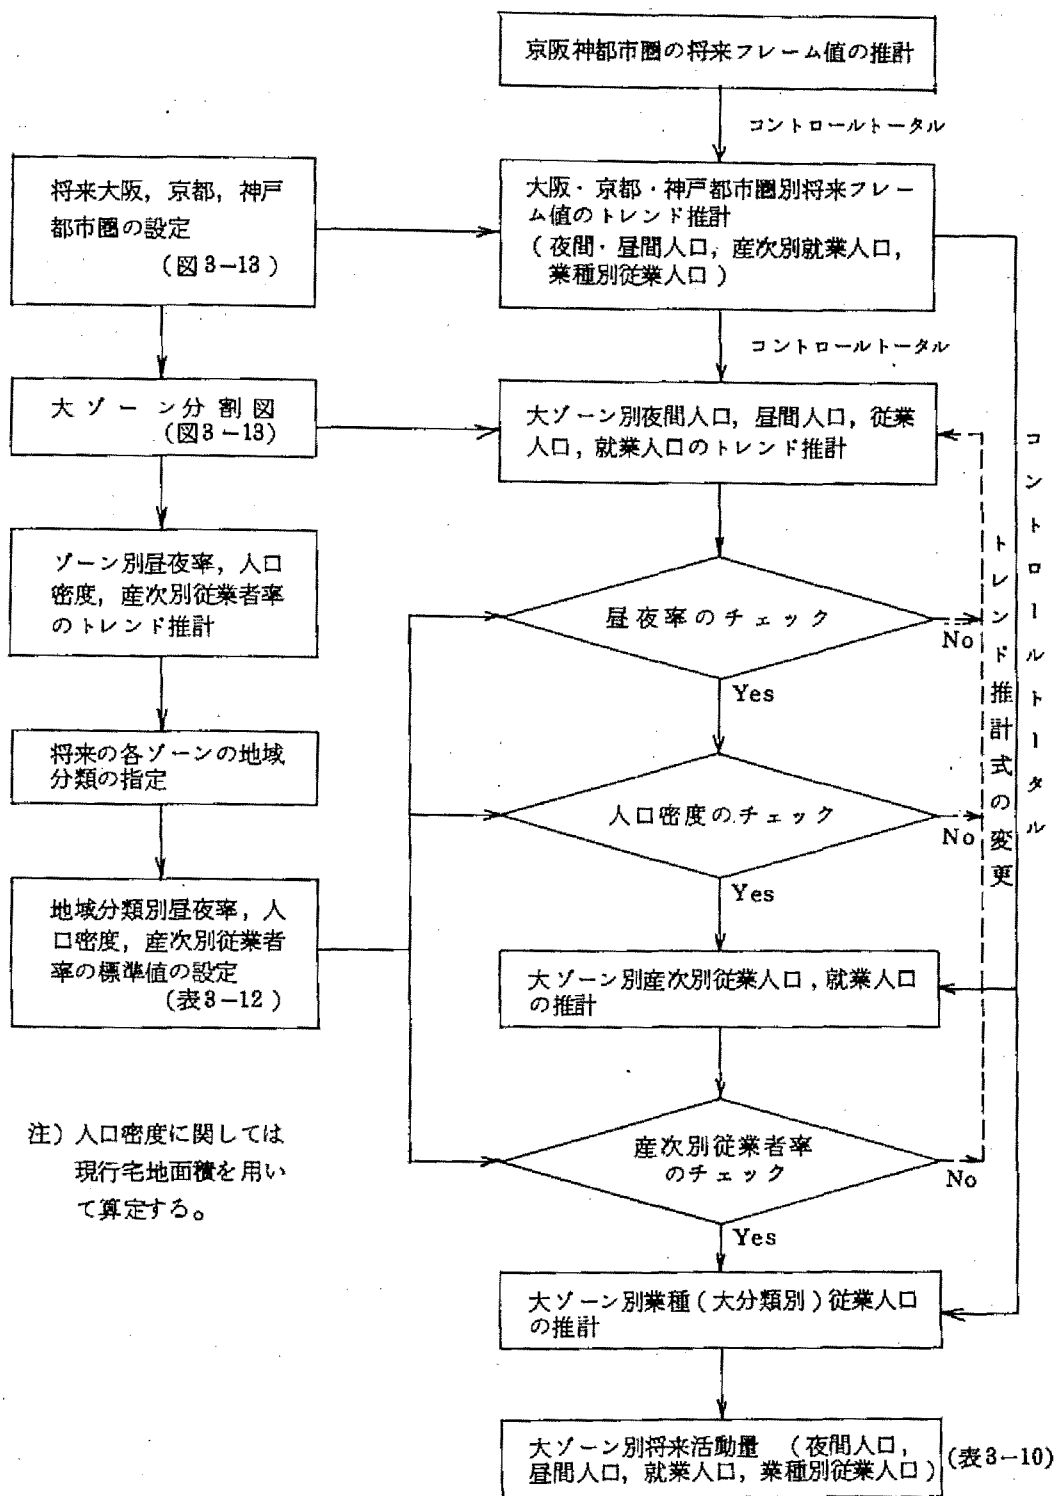 京阪神都市圏の将来フレーム値の推計
コントロールトータル
将来大阪，京都，神戸
都市圏の設定
（図3－13）
大阪・京都・神戸都市圏別将来フレー
ム値のトレンド推計
（夜間・昼間人口，産次別就業人口，
業種別従業人口）
コントロールトータル
大ゾーン分割図
（図3－13）
大ゾーン別夜間人口，昼間人口，従業
人口，就業人口のトレンド推計
コントロールトータル
トレンド推計式の変更
ゾーン別昼夜率，人口
密度，産次別従業者率
のトレンド推計
昼夜率のチェック
No
Yes
将来の各ゾーンの地域
分類の指定
人口密度のチェック
No
Yes
地域分類別昼夜率，人
口密度，産次別従業者
率の標準値の設定
（表3－12）
大ゾーン別産次別従業人口，就業人口
の推計
注）人口密度に関しては
現行宅地面積を用い
て算定する。
産次別従業者率
のチェック
No
Yes
大ゾーン別業種（大分類別）従業人口
の推計
大ゾーン別将来活動量　（夜間人口，
昼間人口，就業人口，業種別従業人口）
（表3－10）